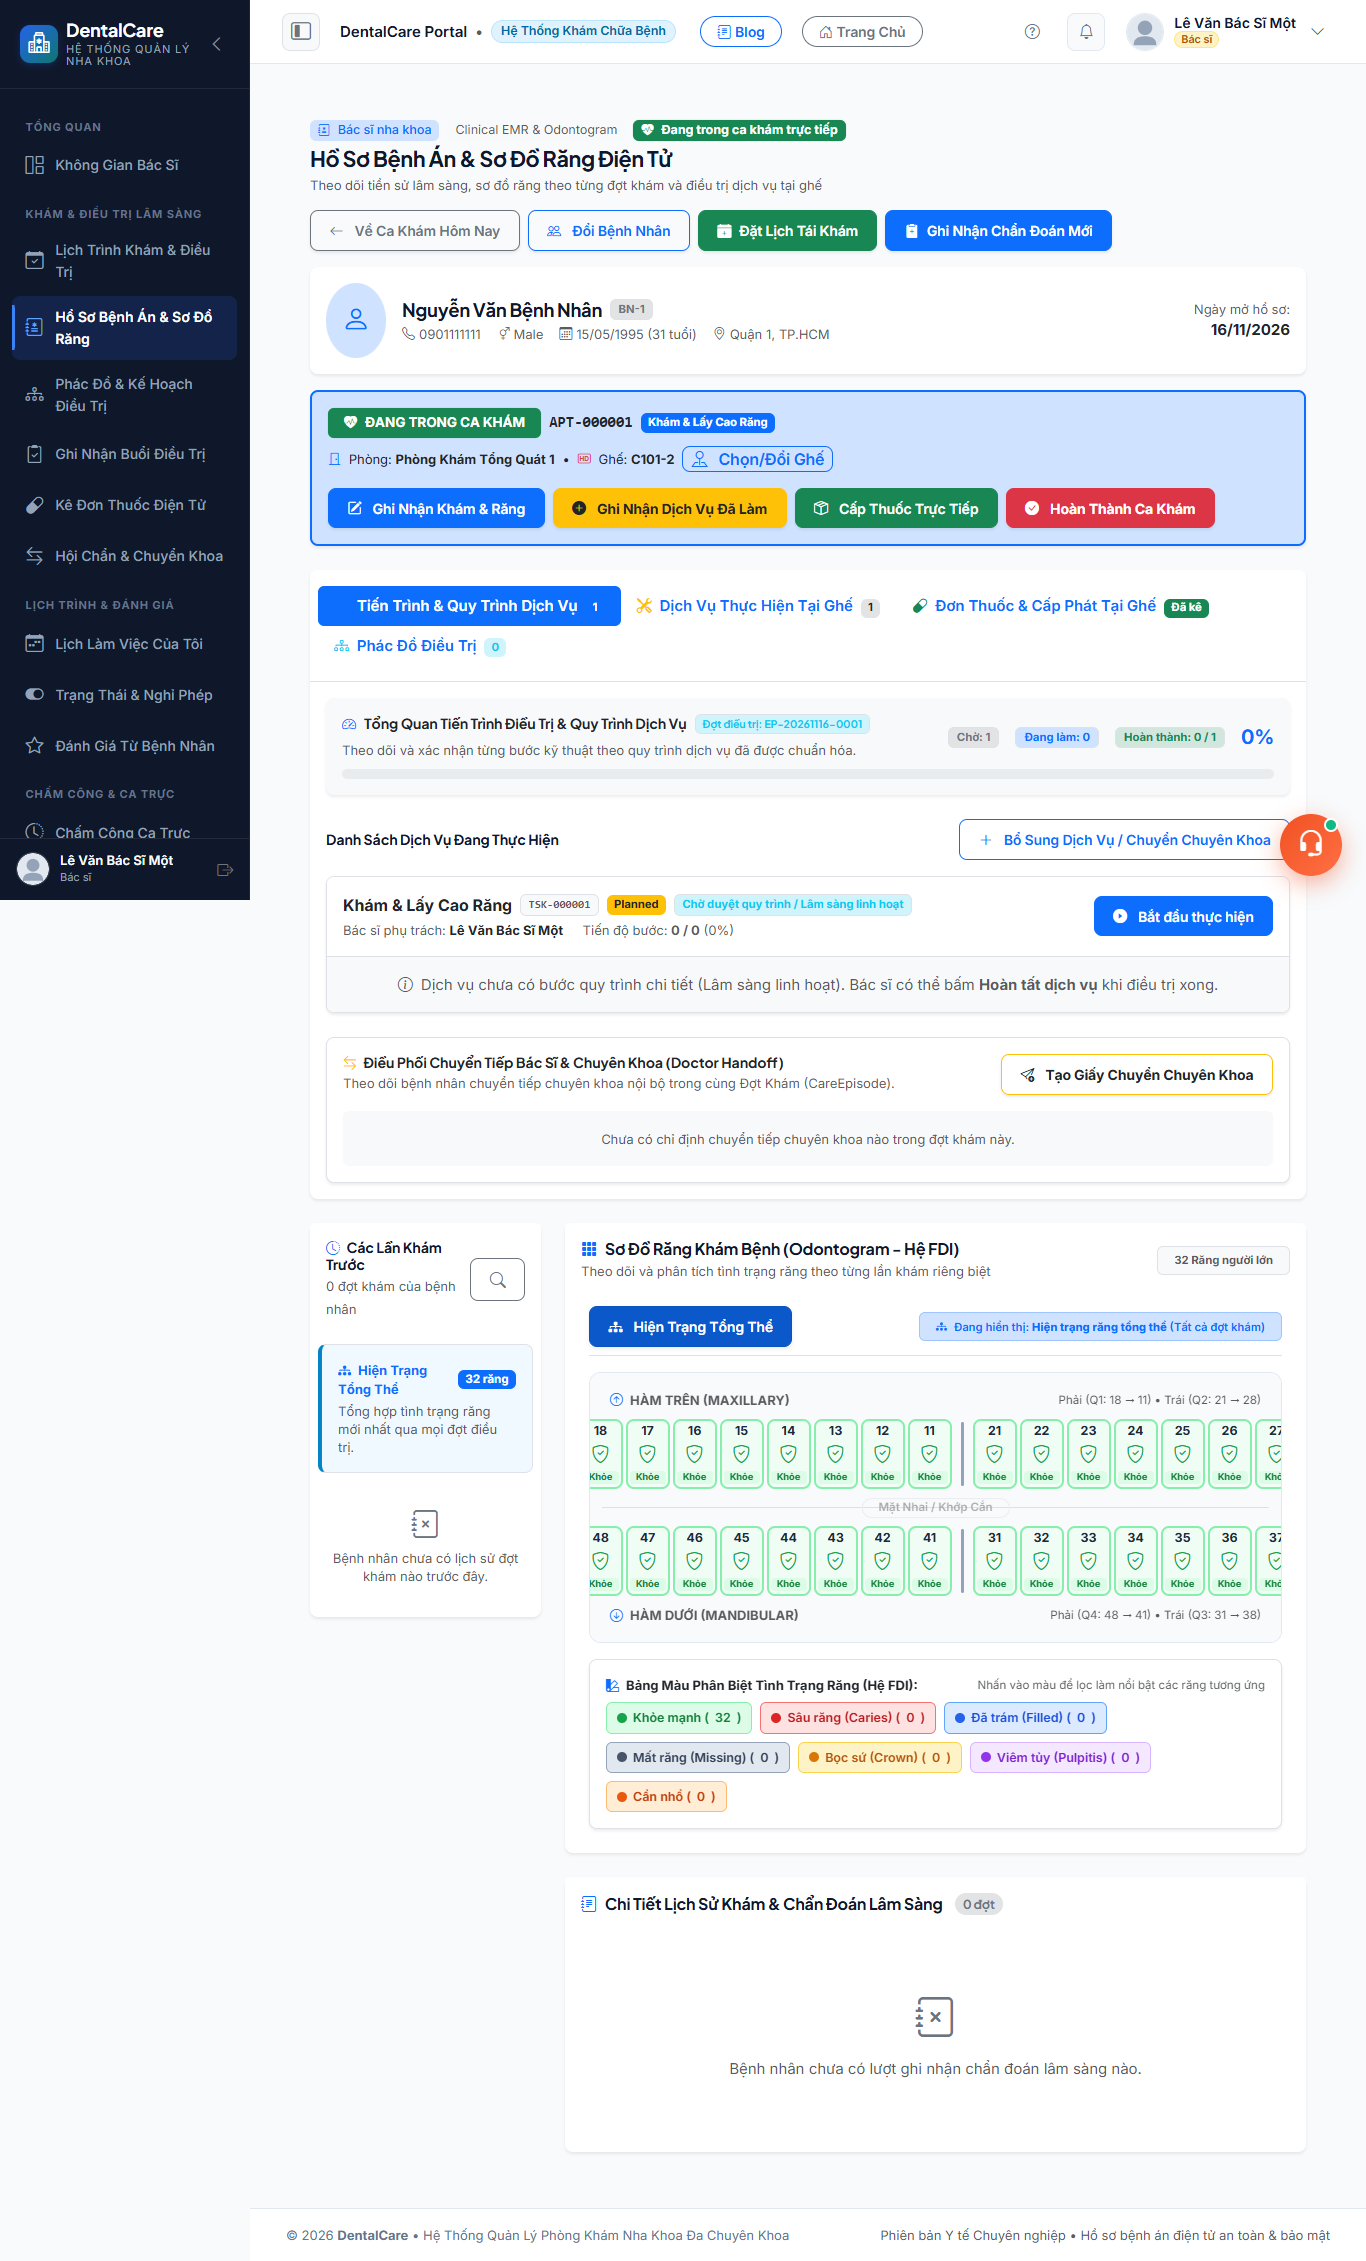 DentalCare
HỆ THỐNG QUẢN LÝ
NHA KHOA
TỔNG QUAN
Không Gian Bác Sĩ
KHÁM & ĐIỀU TRỊ LÂM SÀNG
Lịch Trình Khám & Điều
Trị
Hồ Sơ Bệnh Án & Sơ Đồ
Răng
Phác Đồ & Kế Hoạch
Điều Trị
Ghi Nhận Buổi Điều Trị
Kê Đơn Thuốc Điện Tử
Hội Chẩn & Chuyển Khoa
LỊCH TRÌNH & ĐÁNH GIÁ
Lịch Làm Việc Của Tôi
Trạng Thái & Nghỉ Phép
Đánh Giá Từ Bệnh Nhân
CHẤM CÔNG & CA TRỰC
Chấm Công Ca Trực
Lê Văn Bác Sĩ Một
Bác sĩ
DentalCare Portal • Hệ Thống Khám Chữa Bệnh Blog Trang Chủ
Lê Văn Bác Sĩ Một
Bác sĩ
Bác sĩ nha khoa Clinical EMR & Odontogram Đang trong ca khám trực tiếp
Hồ Sơ Bệnh Án & Sơ Đồ Răng Điện Tử
Theo dõi tiền sử lâm sàng, sơ đồ răng theo từng đợt khám và điều trị dịch vụ tại ghế
Về Ca Khám Hôm Nay Đổi Bệnh Nhân Đặt Lịch Tái Khám Ghi Nhận Chẩn Đoán Mới
Nguyễn Văn Bệnh Nhân BN-1
0901111111 Male 15/05/1995 (31 tuổi) Quận 1, TP.HCM
Ngày mở hồ sơ:
16/11/2026
ĐANG TRONG CA KHÁM APT-000001 Khám & Lấy Cao Răng
Phòng: Phòng Khám Tổng Quát 1 • Ghế: C101-2 Chọn/Đổi Ghế
Ghi Nhận Khám & Răng Ghi Nhận Dịch Vụ Đã Làm Cấp Thuốc Trực Tiếp Hoàn Thành Ca Khám
Tiến Trình & Quy Trình Dịch Vụ 1 Dịch Vụ Thực Hiện Tại Ghế 1 Đơn Thuốc & Cấp Phát Tại Ghế Đã kê
Phác Đồ Điều Trị 0
Tổng Quan Tiến Trình Điều Trị & Quy Trình Dịch Vụ Đợt điều trị: EP-20261116-0001
Theo dõi và xác nhận từng bước kỹ thuật theo quy trình dịch vụ đã được chuẩn hóa.
Chờ: 1 Đang làm: 0 Hoàn thành: 0 / 1 0%
Danh Sách Dịch Vụ Đang Thực Hiện
Bổ Sung Dịch Vụ / Chuyển Chuyên Khoa
Khám & Lấy Cao Răng TSK-000001 Planned Chờ duyệt quy trình / Lâm sàng linh hoạt
Bác sĩ phụ trách: Lê Văn Bác Sĩ Một Tiến độ bước: 0 / 0 (0%)
Bắt đầu thực hiện
Dịch vụ chưa có bước quy trình chi tiết (Lâm sàng linh hoạt). Bác sĩ có thể bấm Hoàn tất dịch vụ khi điều trị xong.
Điều Phối Chuyển Tiếp Bác Sĩ & Chuyên Khoa (Doctor Handoff)
Theo dõi bệnh nhân chuyển tiếp chuyên khoa nội bộ trong cùng Đợt Khám (CareEpisode).
Tạo Giấy Chuyển Chuyên Khoa
Chưa có chỉ định chuyển tiếp chuyên khoa nào trong đợt khám này.
Các Lần Khám
Trước
0 đợt khám của bệnh
nhân
Hiện Trạng
Tổng Thể
32 răng
Tổng hợp tình trạng răng
mới nhất qua mọi đợt điều
trị.
Bệnh nhân chưa có lịch sử đợt
khám nào trước đây.
Sơ Đồ Răng Khám Bệnh (Odontogram - Hệ FDI)
Theo dõi và phân tích tình trạng răng theo từng lần khám riêng biệt
32 Răng người lớn
Hiện Trạng Tổng Thể
Đang hiển thị: Hiện trạng răng tổng thể (Tất cả đợt khám)
HÀM TRÊN (MAXILLARY) Phải (Q1: 18 → 11) • Trái (Q2: 21 → 28)
18 17 16 15 14 13 12 11 21 22 23 24 25 26 27
Khỏe Khỏe Khỏe Khỏe Khỏe Khỏe Khỏe Khỏe Khỏe Khỏe Khỏe Khỏe Khỏe Khỏe Khỏe
Mặt Nhai / Khớp Cắn
48 47 46 45 44 43 42 41 31 32 33 34 35 36 37
Khỏe Khỏe Khỏe Khỏe Khỏe Khỏe Khỏe Khỏe Khỏe Khỏe Khỏe Khỏe Khỏe Khỏe Khỏe
HÀM DƯỚI (MANDIBULAR) Phải (Q4: 48 → 41) • Trái (Q3: 31 → 38)
Bảng Màu Phân Biệt Tình Trạng Răng (Hệ FDI): Nhấn vào màu để lọc làm nổi bật các răng tương ứng
Khỏe mạnh ( 32 ) Sâu răng (Caries) ( 0 ) Đã trám (Filled) ( 0 )
Mất răng (Missing) ( 0 ) Bọc sứ (Crown) ( 0 ) Viêm tủy (Pulpitis) ( 0 )
Cần nhổ ( 0 )
Chi Tiết Lịch Sử Khám & Chẩn Đoán Lâm Sàng 0 đợt
Bệnh nhân chưa có lượt ghi nhận chẩn đoán lâm sàng nào.
© 2026 DentalCare • Hệ Thống Quản Lý Phòng Khám Nha Khoa Đa Chuyên Khoa
Phiên bản Y tế Chuyên nghiệp • Hồ sơ bệnh án điện tử an toàn & bảo mật